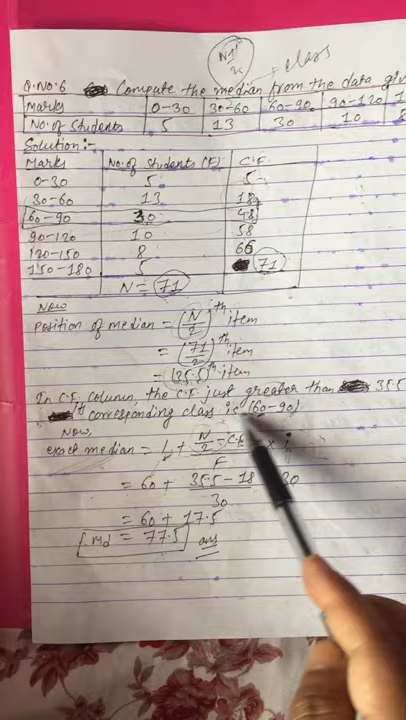 N+1th
class
Q.No:6 Compute the median from the data giv
Marks 0-30 30-60 60-90 90-120 1
No. of Students 5 13 30 10 8
Solution:-
Marks No. of Students (F) C.F
0-30 5 5
30-60 13 18
60-90 30 48
90-120 10 58
120-150 8 66
150-180 5 71
N = 71
Now
position of median = (N/2)th item
= (71/2)th item
= (35.5)th item
In C.F. column, the C.F just greater than 35.5
corresponding class is (60-90)
Now,
exact median = L + N/2 - C.F / F × i
= 60 + 35.5 - 18 / 30 30
= 60 + 17.5
Md = 77.5 ans